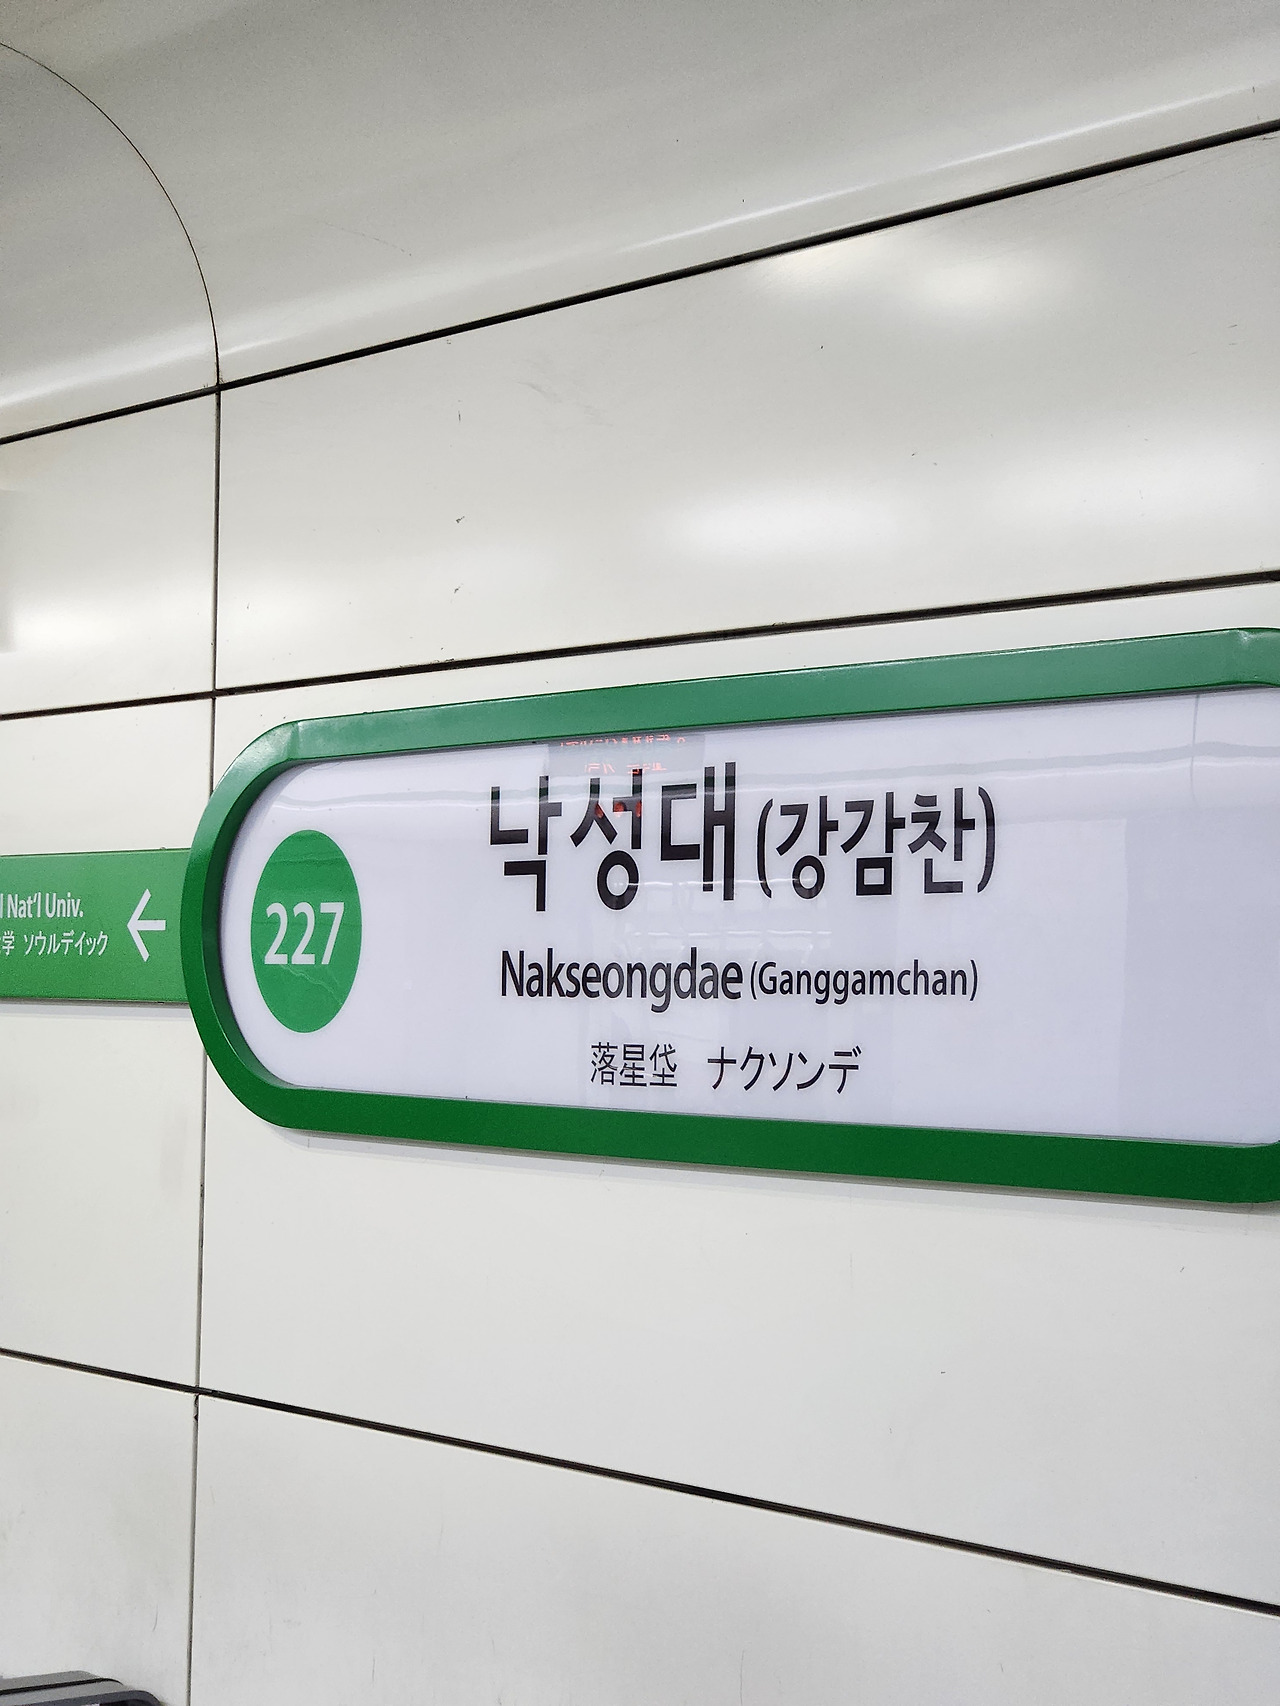 l Nat'l Univ.
学 ソウルデイック
←
227
낙성대 (강감찬)
Nakseongdae (Ganggamchan)
落星垈 ナクソンデ